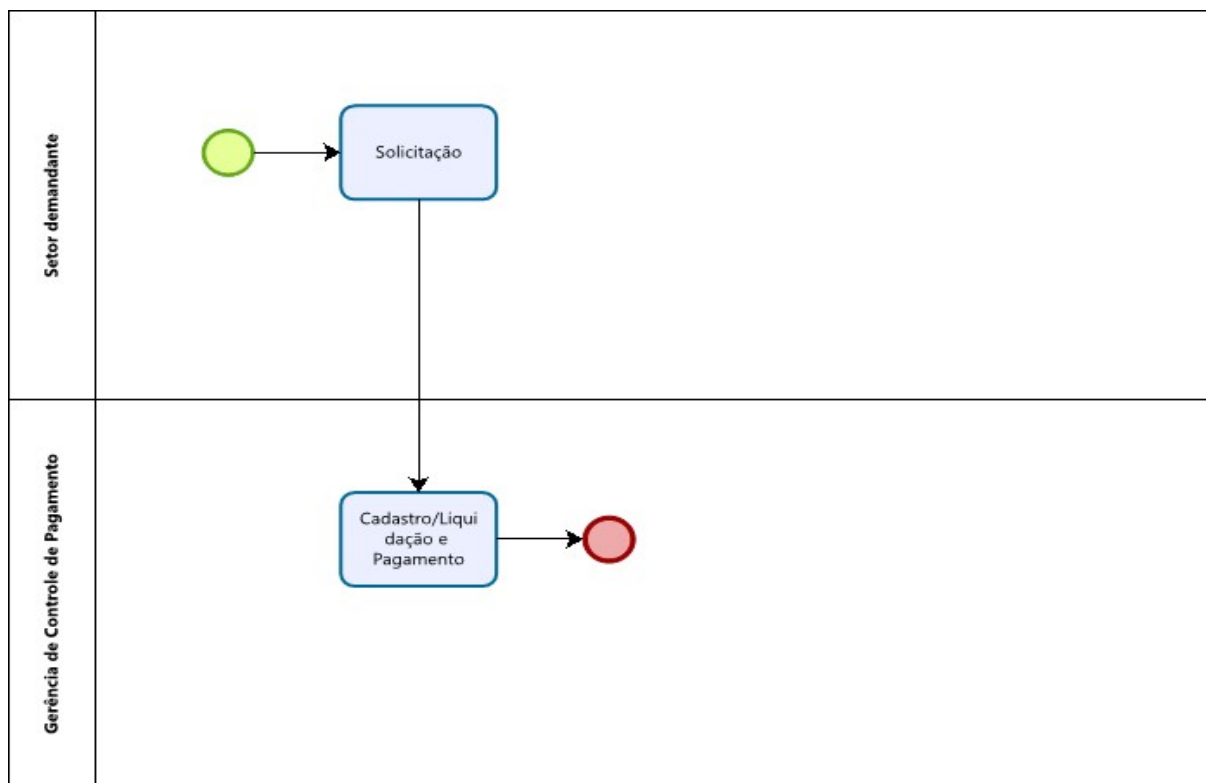 Setor demandante
Solicitação
Gerência de Controle de Pagamento
Cadastro/Liqui
dação e
Pagamento